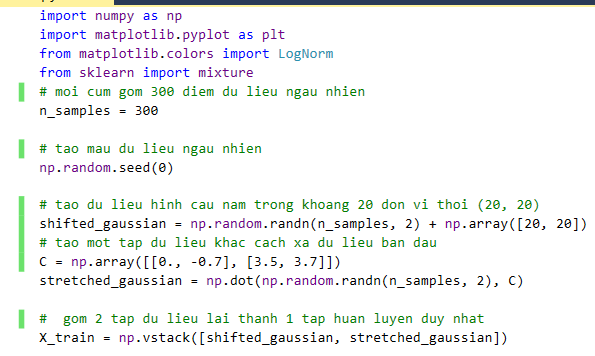 import numpy as np
import matplotlib.pyplot as plt
from matplotlib.colors import LogNorm
from sklearn import mixture
# moi cum gom 300 diem du lieu ngau nhien
n_samples = 300
# tao mau du lieu ngau nhien
np.random.seed(0)
# tao du lieu hinh cau nam trong khoang 20 don vi thoi (20, 20)
shifted_gaussian = np.random.randn(n_samples, 2) + np.array([20, 20])
# tao mot tap du lieu khac cach xa du lieu ban dau
C = np.array([[0., -0.7], [3.5, 3.7]])
stretched_gaussian = np.dot(np.random.randn(n_samples, 2), C)
#  gom 2 tap du lieu lai thanh 1 tap huan luyen duy nhat
X_train = np.vstack([shifted_gaussian, stretched_gaussian])